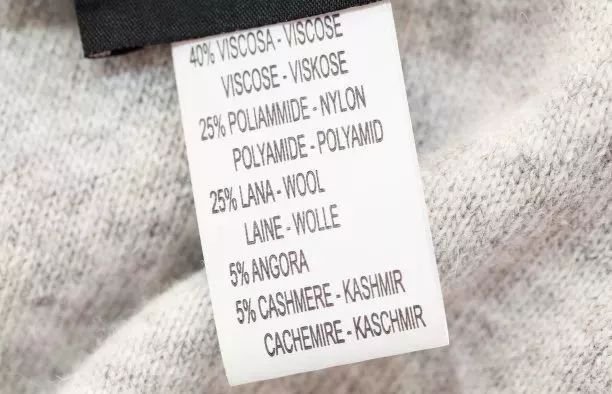 40% VISCOSA - VISCOSE
VISCOSE - VISKOSE
25% POLIAMMIDE - NYLON
POLYAMIDE - POLYAMID
25% LANA - WOOL
LAINE - WOLLE
5% ANGORA
5% CASHMERE - KASHMIR
CACHEMIRE - KASCHMIR